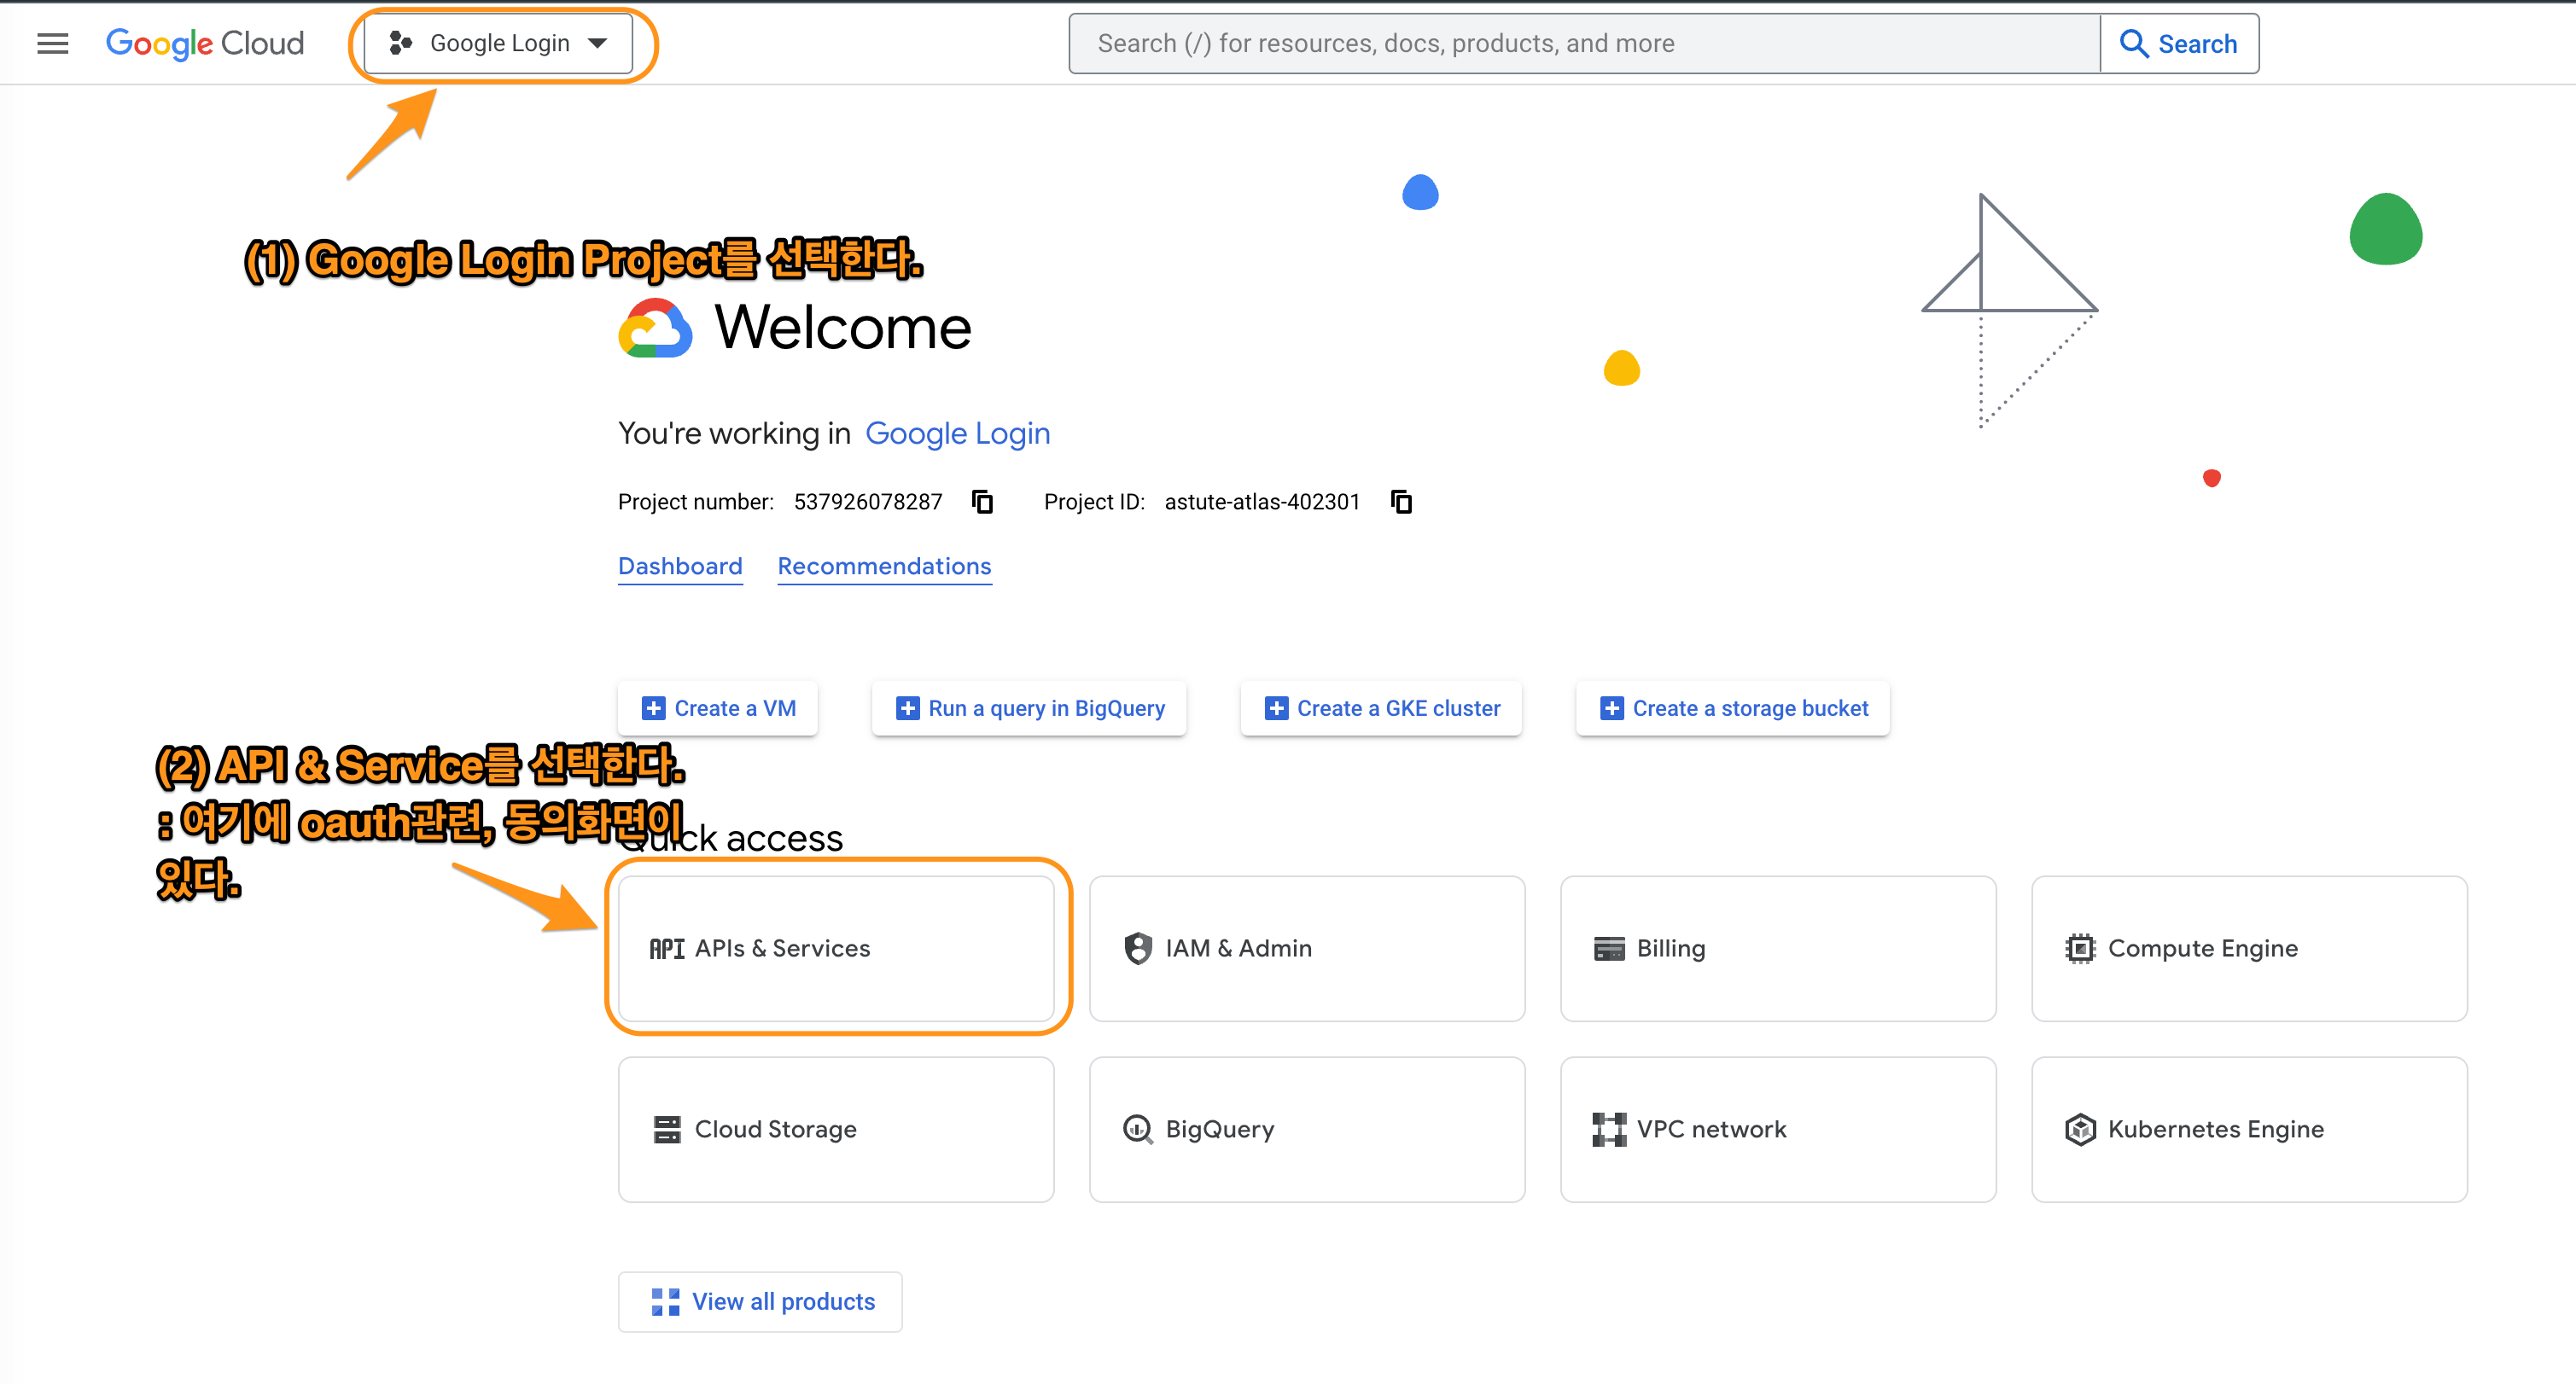 Google Cloud
Google Login
Search (/) for resources, docs, products, and more
Search
(1) Google Login Project를 선택한다.
Welcome
You're working in Google Login
Project number: 537926078287
Project ID: astute-atlas-402301
Dashboard
Recommendations
Create a VM
Run a query in BigQuery
Create a GKE cluster
Create a storage bucket
(2) API & Service를 선택한다.
: 여기에 oauth관련, 동의화면이
있다.
Quick access
API APIs & Services
IAM & Admin
Billing
Compute Engine
Cloud Storage
BigQuery
VPC network
Kubernetes Engine
View all products